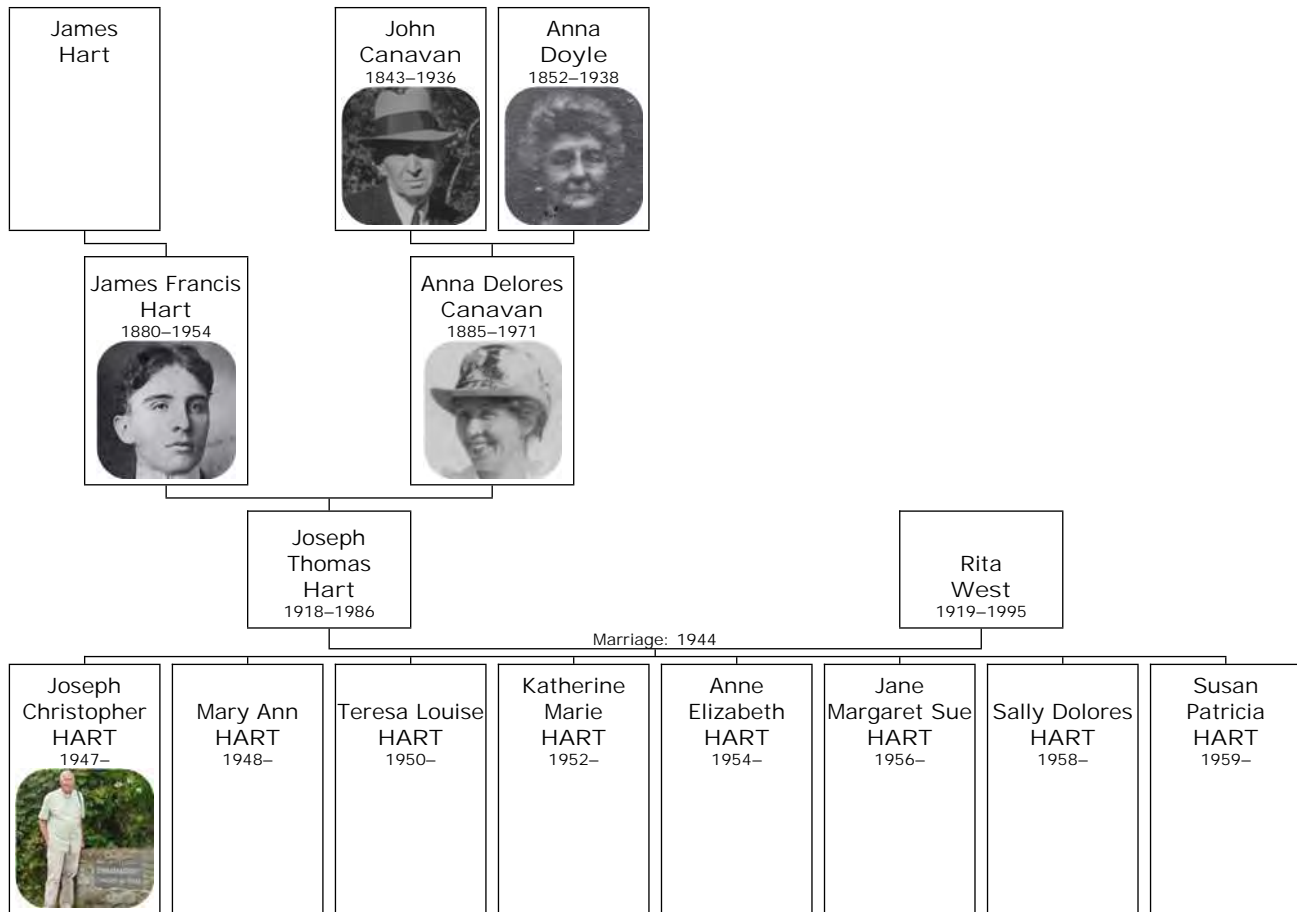 James
Hart
John
Canavan
1843–1936
Anna
Doyle
1852–1938
James Francis
Hart
1880–1954
Anna Delores
Canavan
1885–1971
Joseph
Thomas
Hart
1918–1986
Rita
West
1919–1995
Marriage: 1944
Joseph
Christopher
HART
1947–
Mary Ann
HART
1948–
Teresa Louise
HART
1950–
Katherine
Marie
HART
1952–
Anne
Elizabeth
HART
1954–
Jane
Margaret Sue
HART
1956–
Sally Dolores
HART
1958–
Susan
Patricia
HART
1959–